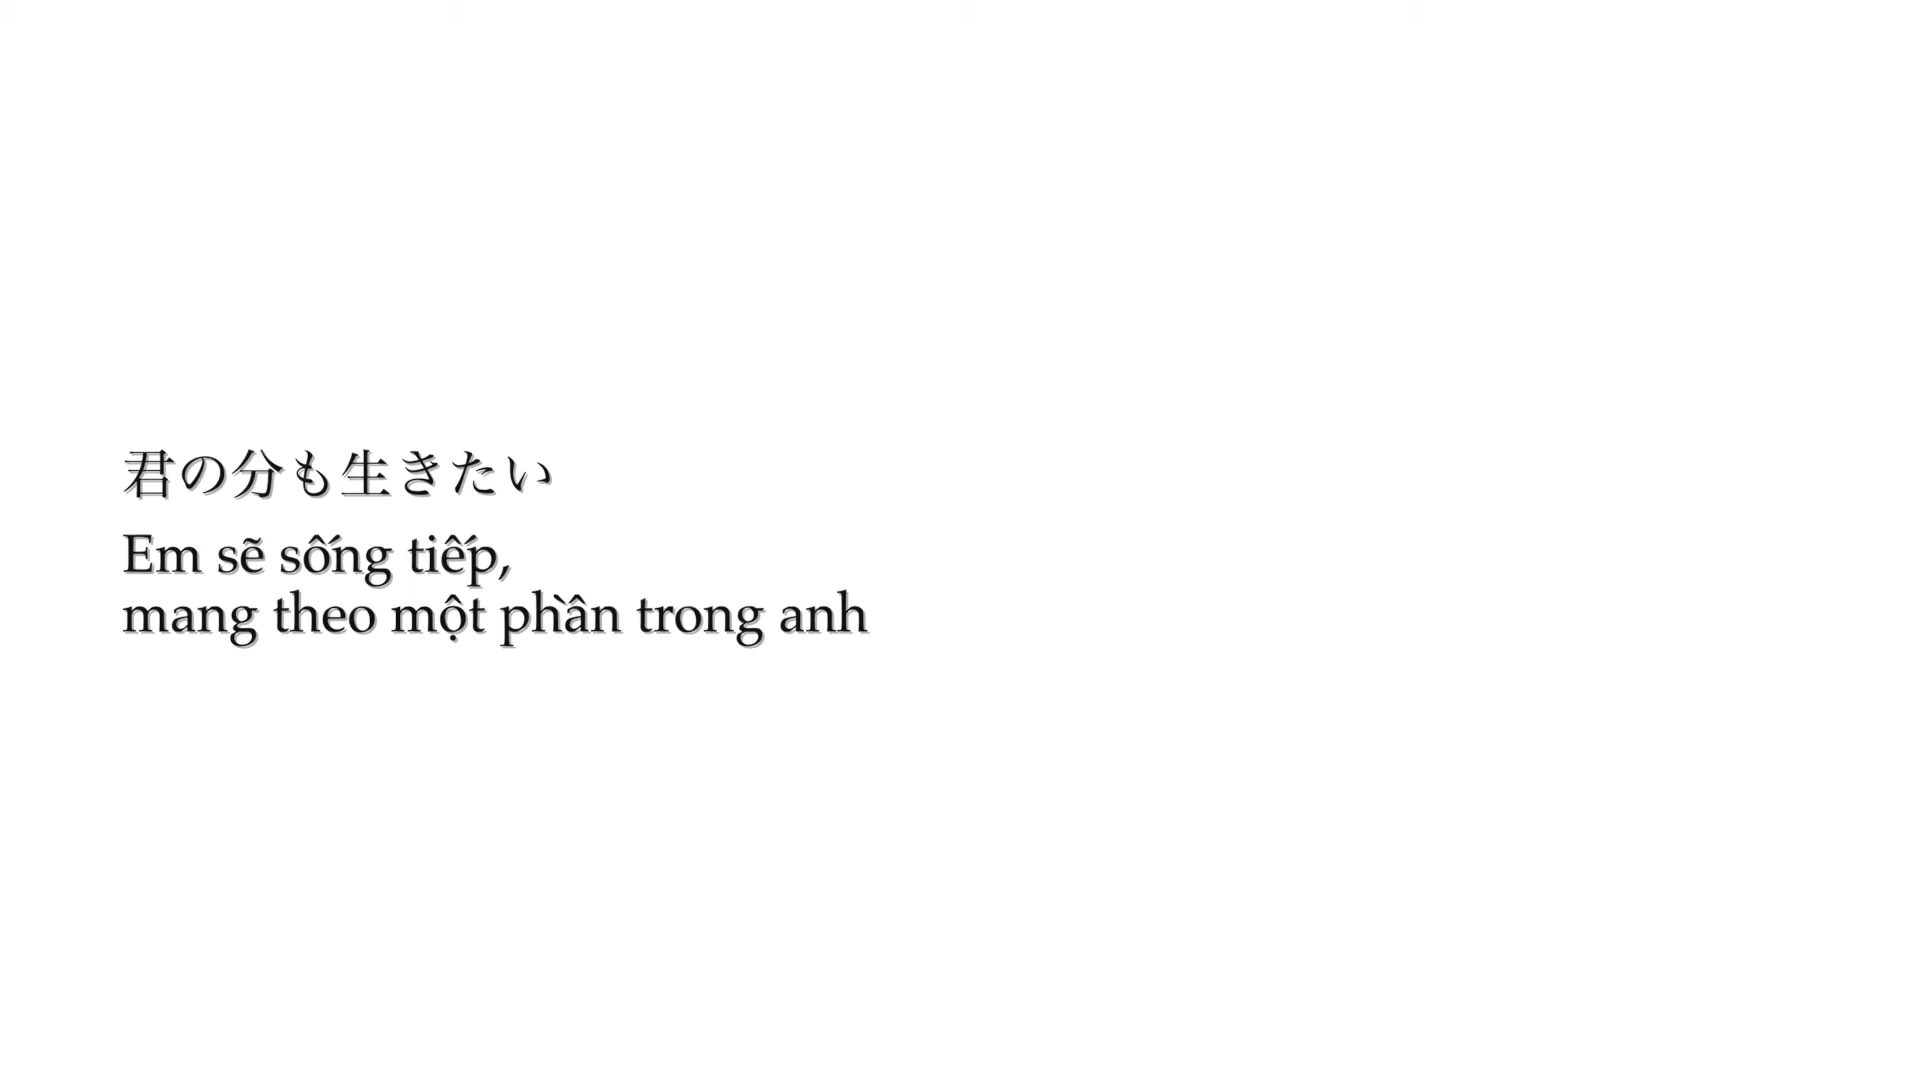 君の分も生きたい
Em sẽ sống tiếp,
mang theo một phần trong anh